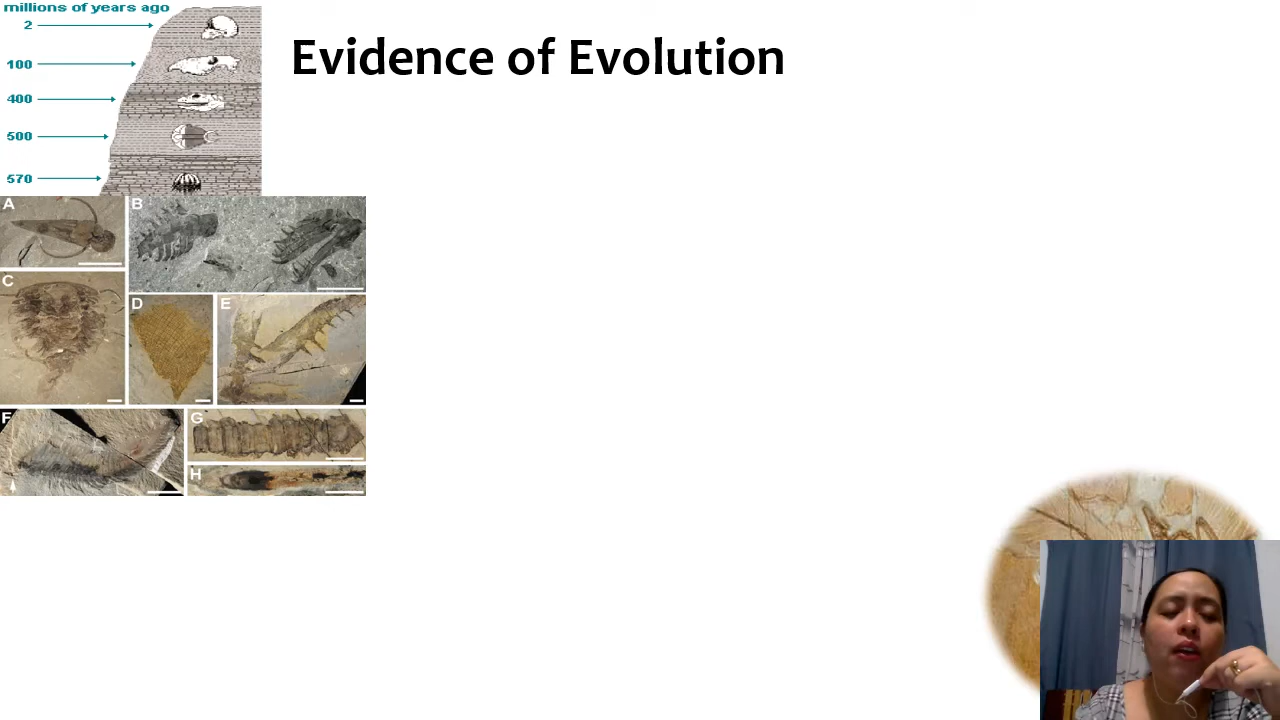 millions of years ago
2
Evidence of Evolution
100
400
500
570
A
B
C
D
E
F
G
H